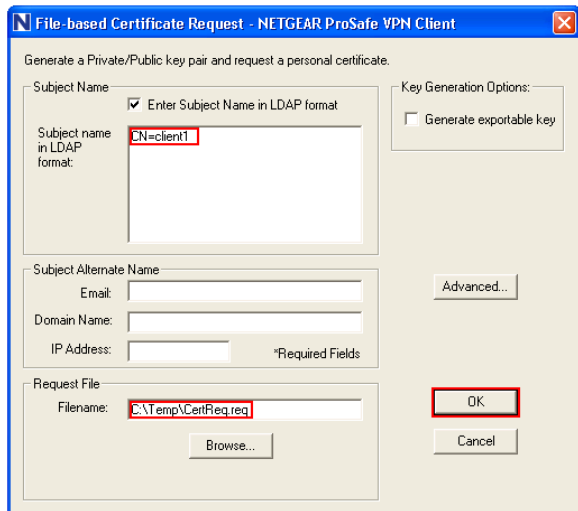 N File-based Certificate Request - NETGEAR ProSafe VPN Client
Generate a Private/Public key pair and request a personal certificate.
Subject Name
Enter Subject Name in LDAP format
Subject name
in LDAP
format:
CN=client1
Key Generation Options:
Generate exportable key
Subject Alternate Name
Email:
Domain Name:
IP Address:
*Required Fields
Advanced...
Request File
Filename:
C:\Temp\CertReq.req
Browse...
OK
Cancel